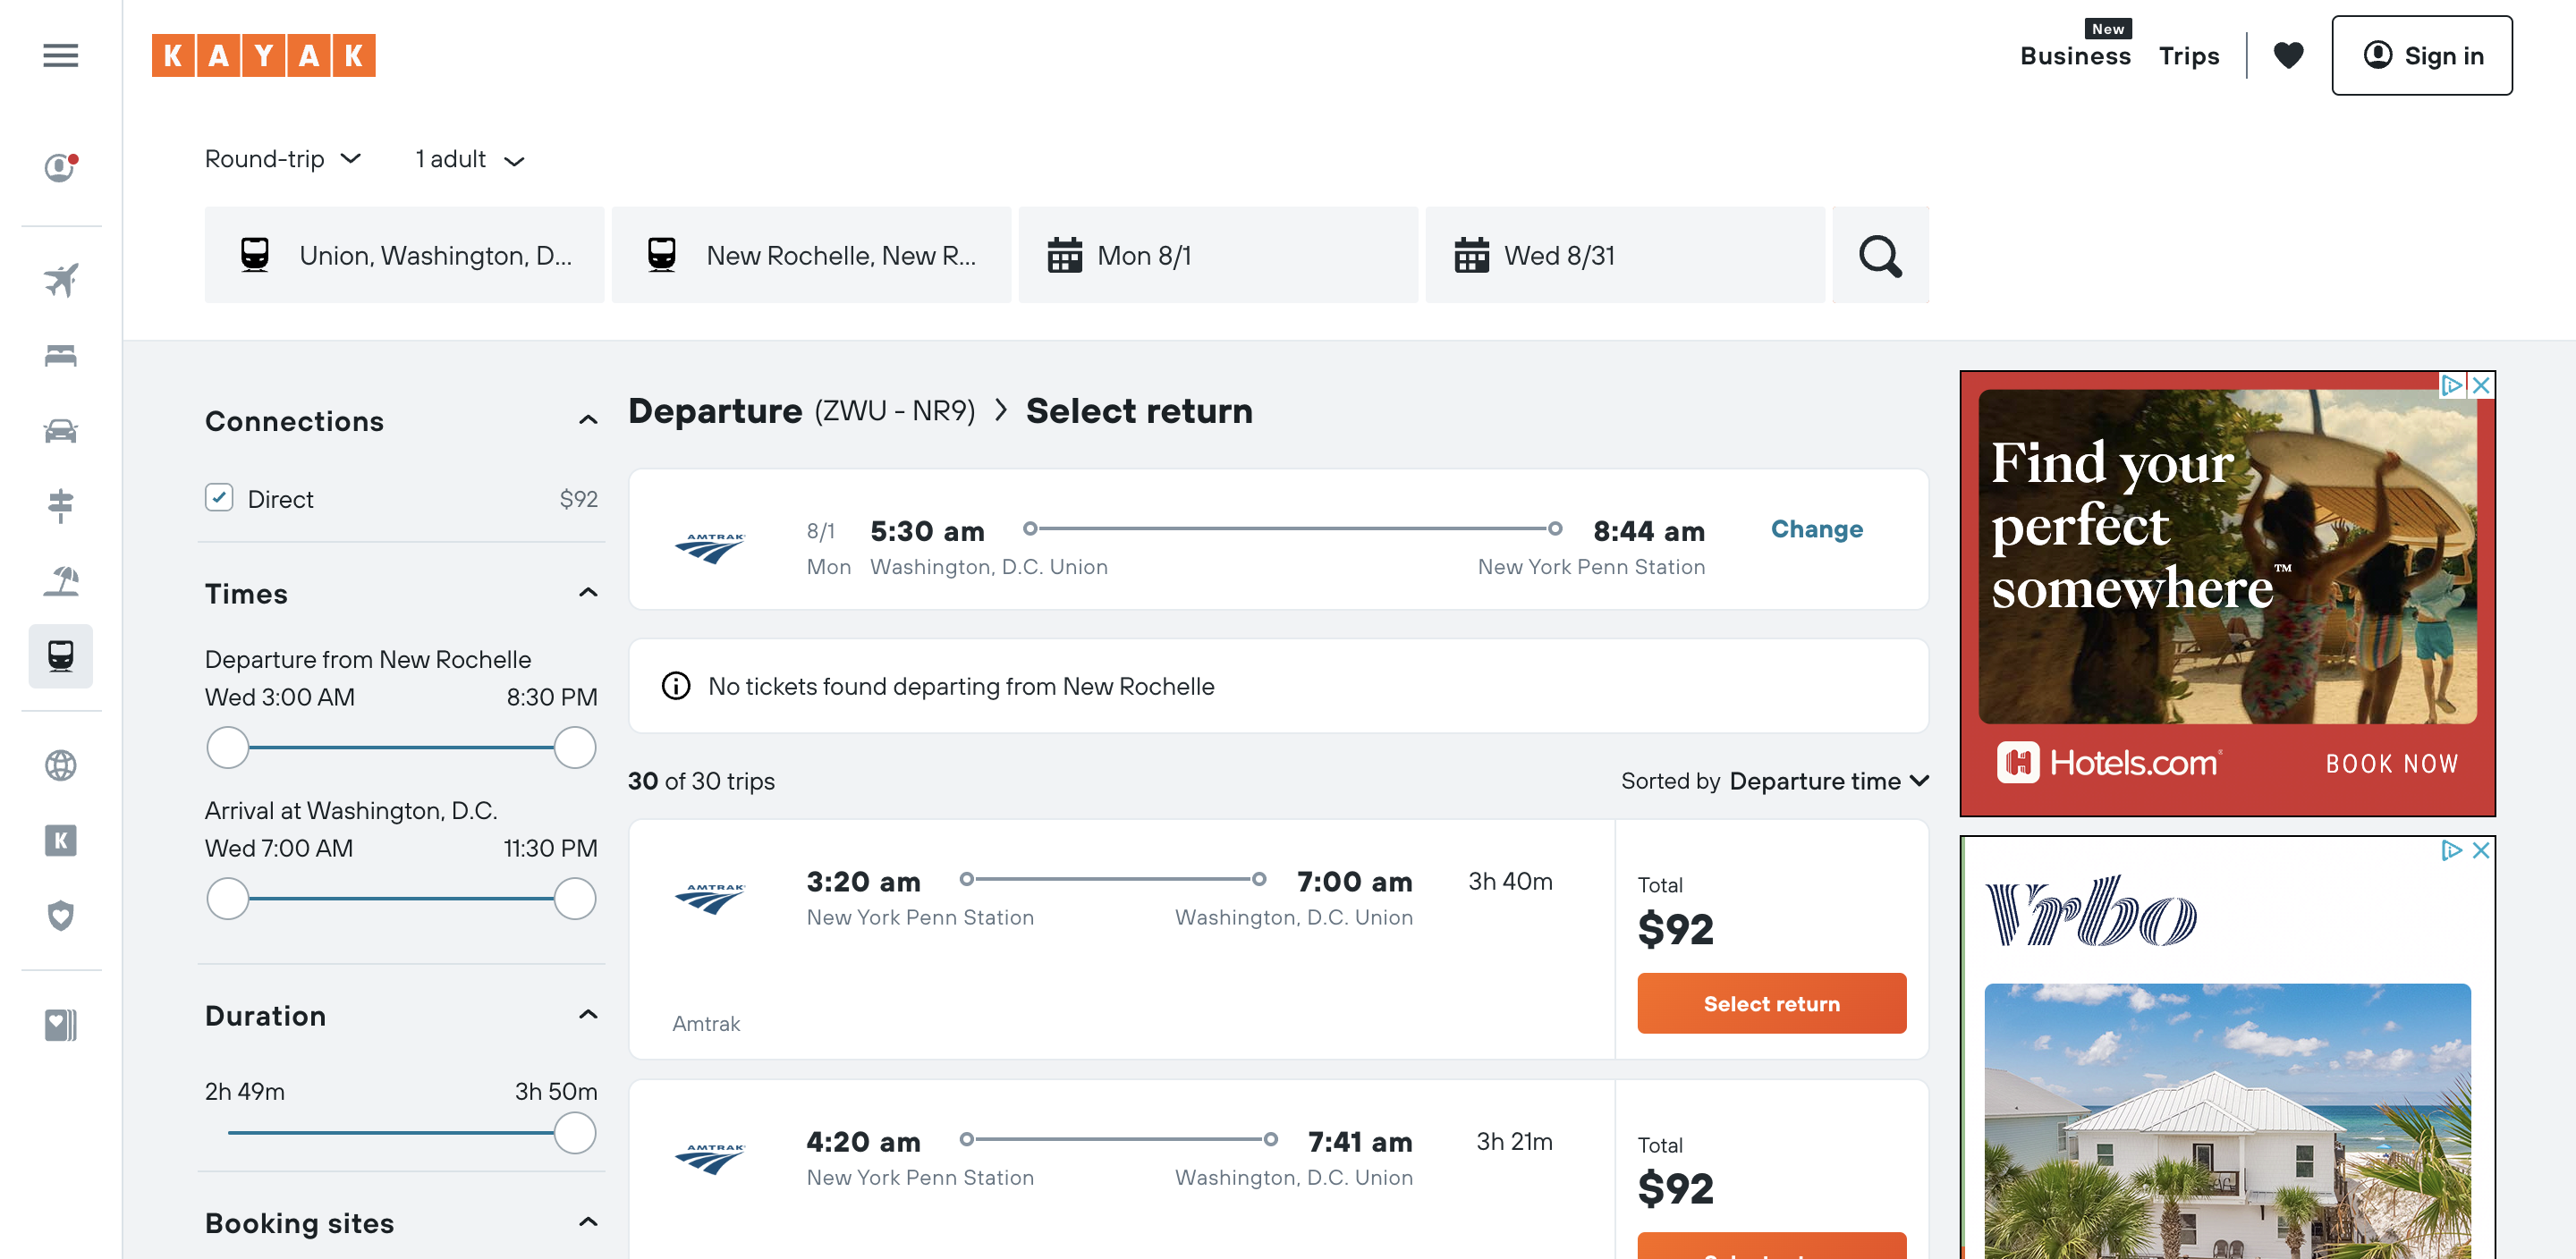 KAYAK
New
Business
Trips
Sign in
Round-trip
1 adult
Union, Washington, D...
New Rochelle, New R...
Mon 8/1
Wed 8/31
Connections
Direct
$92
Times
Departure from New Rochelle
Wed 3:00 AM
8:30 PM
Arrival at Washington, D.C.
Wed 7:00 AM
11:30 PM
Duration
2h 49m
3h 50m
Booking sites
Departure (ZWU - NR9) > Select return
AMTRAK
8/1
5:30 am
8:44 am
Change
Mon
Washington, D.C. Union
New York Penn Station
No tickets found departing from New Rochelle
30 of 30 trips
Sorted by Departure time
AMTRAK
3:20 am
7:00 am
3h 40m
New York Penn Station
Washington, D.C. Union
Amtrak
Total
$92
Select return
AMTRAK
4:20 am
7:41 am
3h 21m
New York Penn Station
Washington, D.C. Union
Total
$92
Find your
perfect
somewhere™
Hotels.com
BOOK NOW
Vrbo
K